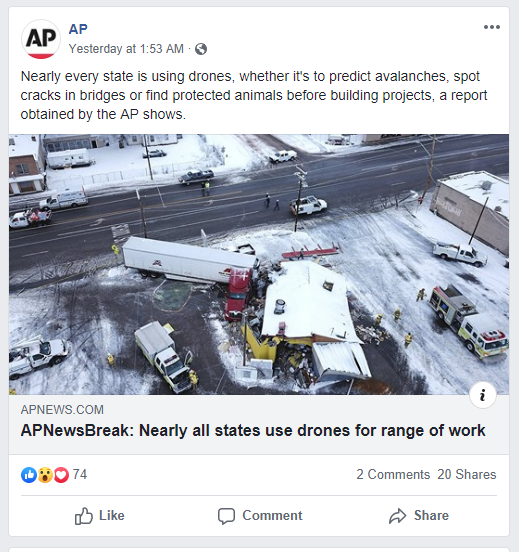 AP
AP
Yesterday at 1:53 AM ·
Nearly every state is using drones, whether it's to predict avalanches, spot
cracks in bridges or find protected animals before building projects, a report
obtained by the AP shows.
i
APNEWS.COM
APNewsBreak: Nearly all states use drones for range of work
74
2 Comments 20 Shares
Like
Comment
Share